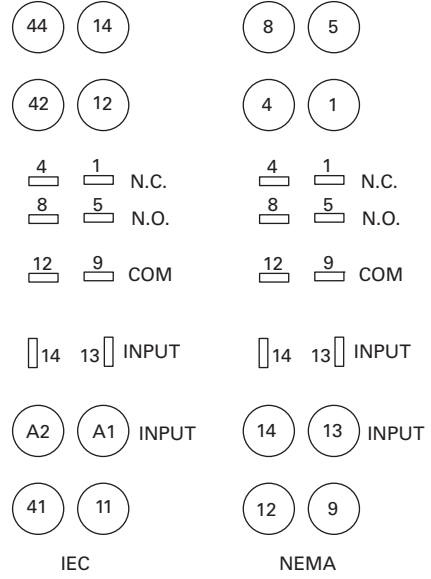 44 14 8 5
42 12 4 1
4 1 N.C. 4 1 N.C.
8 5 N.O. 8 5 N.O.
12 9 COM 12 9 COM
14 13 INPUT 14 13 INPUT
A2 A1 INPUT 14 13 INPUT
41 11 12 9
IEC NEMA